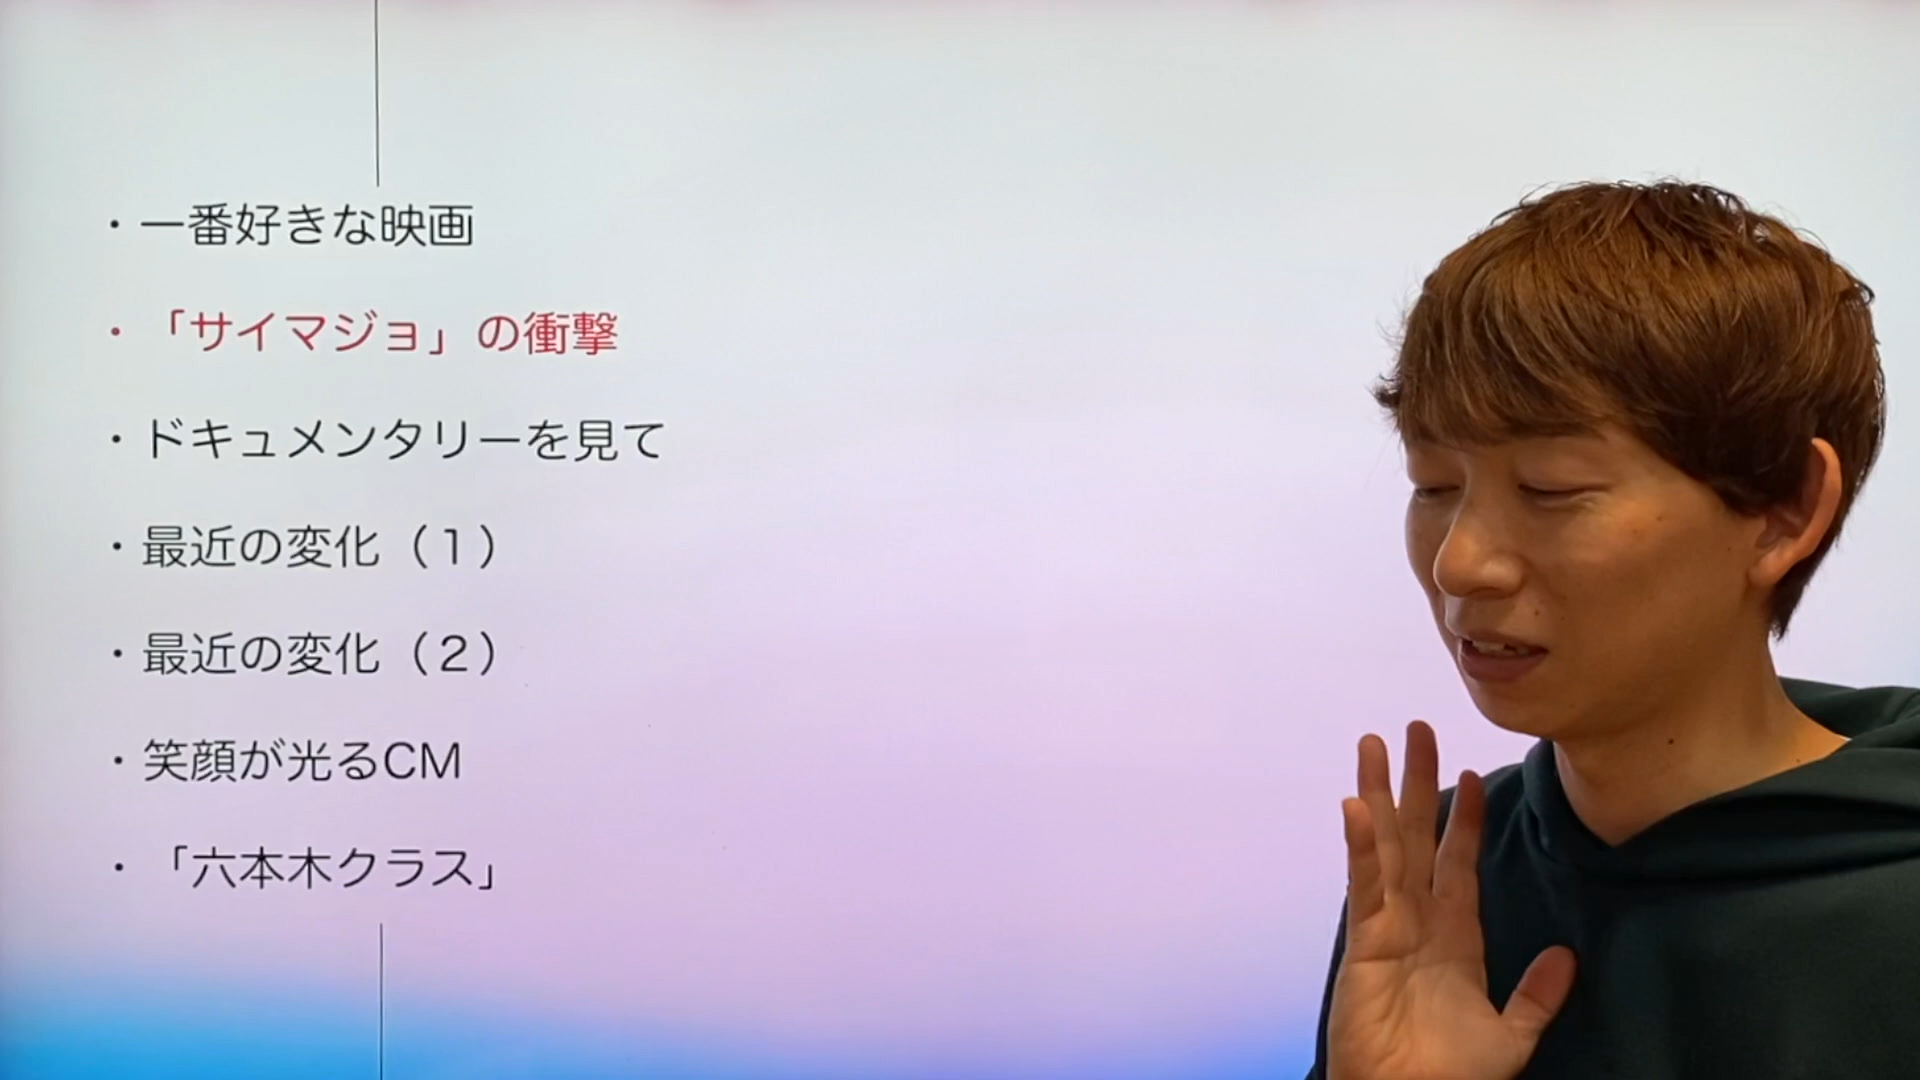 ・一番好きな映画
・「サイマジョ」の衝撃
・ドキュメンタリーを見て
・最近の変化（１）
・最近の変化（２）
・笑顔が光るCM
・「六本木クラス」